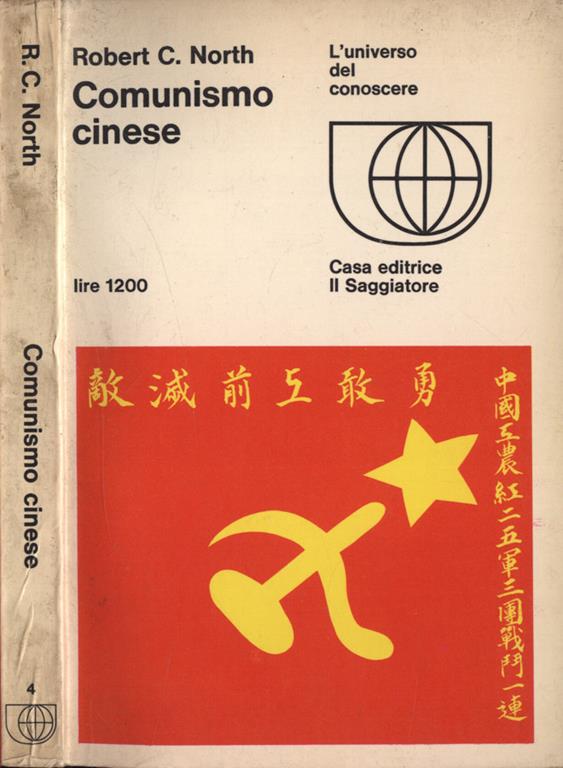 R. C. North
Comunismo cinese
4
Robert C. North
Comunismo
cinese
lire 1200
L'universo
del
conoscere
Casa editrice
Il Saggiatore
勇敢上前滅敵
中國工農紅二五軍三團戰鬥一連